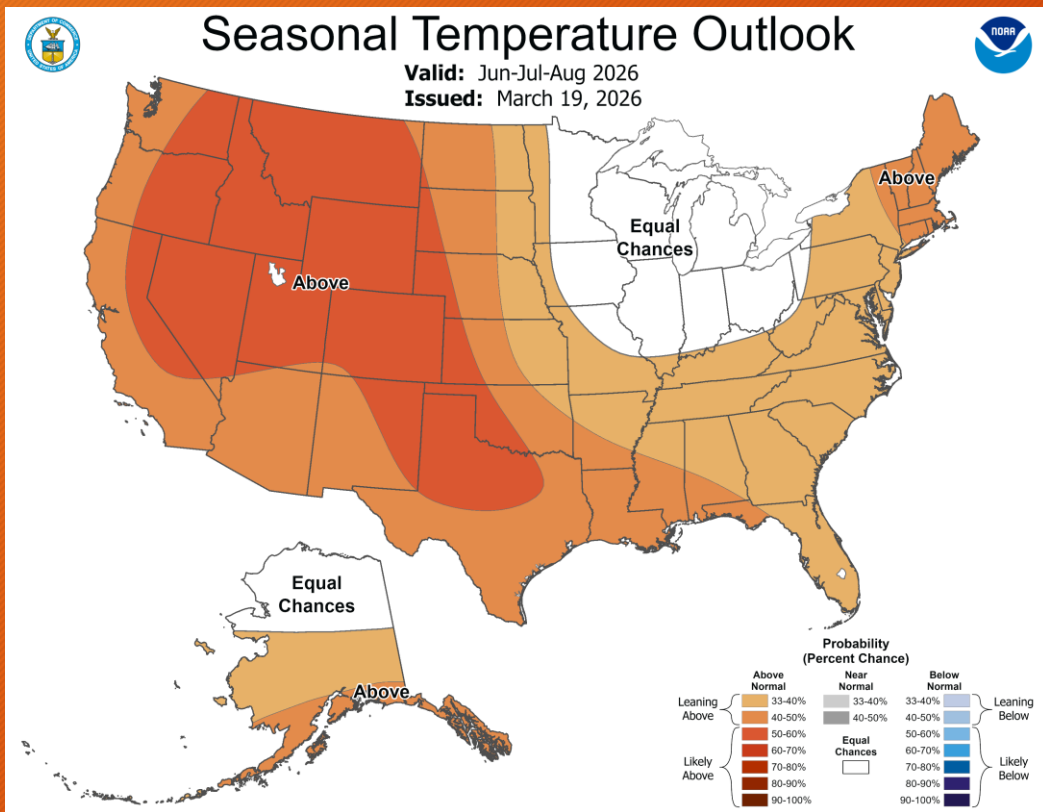 Seasonal Temperature Outlook
Valid: Jun-Jul-Aug 2026
Issued: March 19, 2026
NOAA
Above
Equal
Chances
Above
Equal
Chances
Above
Probability
(Percent Chance)
Above
Normal
Near
Normal
Below
Normal
Leaning
Above
33-40%
40-50%
33-40%
40-50%
33-40%
40-50%
Leaning
Below
Likely
Above
50-60%
60-70%
70-80%
80-90%
90-100%
Equal
Chances
50-60%
60-70%
70-80%
80-90%
90-100%
Likely
Below